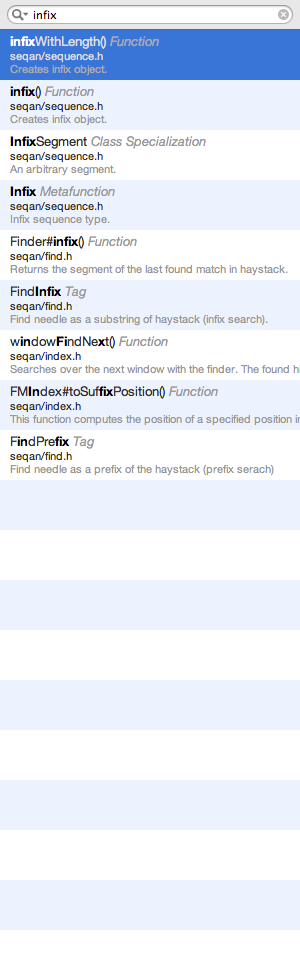 infix
infixWithLength() Function
seqan/sequence.h
Creates infix object.
infix() Function
seqan/sequence.h
Creates infix object.
InfixSegment Class Specialization
seqan/sequence.h
An arbitrary segment.
Infix Metafunction
seqan/sequence.h
Infix sequence type.
Finder#infix() Function
seqan/find.h
Returns the segment of the last found match in haystack.
FindInfix Tag
seqan/find.h
Find needle as a substring of haystack (infix search).
windowFindNext() Function
seqan/index.h
Searches over the next window with the finder. The found h
FMIndex#toSuffixPosition() Function
seqan/index.h
This function computes the position of a specified position in
FindPrefix Tag
seqan/find.h
Find needle as a prefix of the haystack (prefix serach)